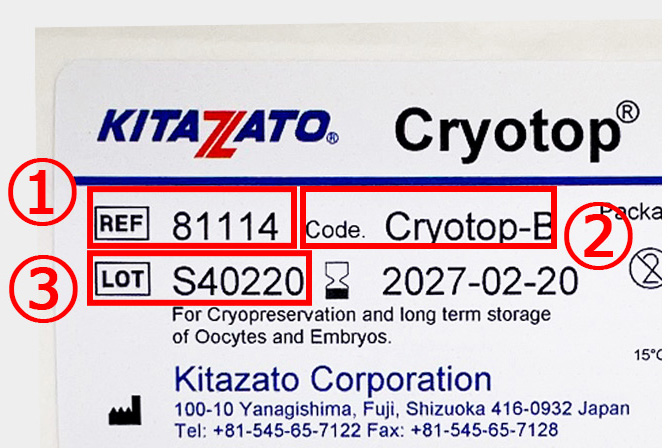 KITAZATO® Cryotop®
① REF 81114 Code. Cryotop-B ②
③ LOT S40220 2027-02-20
For Cryopreservation and long term storage
of Oocytes and Embryos.
15°C
Kitazato Corporation
100-10 Yanagishima, Fuji, Shizuoka 416-0932 Japan
Tel: +81-545-65-7122 Fax: +81-545-65-7128